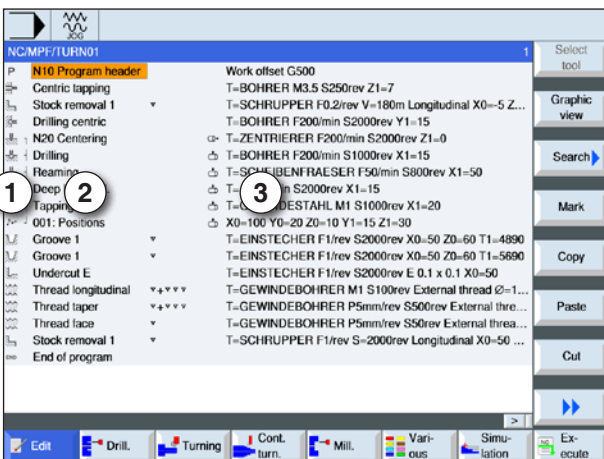 JOG
NC/MPF/TURN01 1
P N10 Program header Work offset G500
Centric tapping T=BOHRER M3.5 S250rev Z1=7
Stock removal 1 T=SCHRUPPER F0.2/rev V=180m Longitudinal X0=-5 Z...
Drilling centric T=BOHRER F200/min S2000rev Y1=15
N20 Centering T=ZENTRIERER F200/min S2000rev Z1=0
Drilling T=BOHRER F200/min S1000rev X1=15
Reaming T=SCHEIBENFRAESER F50/min S800rev X1=50
1 Deep 2 T= 3 in S2000rev X1=15
Tapping DESTAHL M1 S1000rev X1=20
001: Positions X0=100 Y0=20 Z0=10 Y1=15 Z1=30
Groove 1 T=EINSTECHER F1/rev S2000rev X0=50 Z0=60 T1=4890
Groove 1 T=EINSTECHER F1/rev S2000rev X0=50 Z0=60 T1=5690
Undercut E T=EINSTECHER F1/rev S2000rev E 0.1 x 0.1 X0=50
Thread longitudinal T=GEWINDEBOHRER M1 S100rev External thread Ø=1...
Thread taper T=GEWINDEBOHRER P5mm/rev S500rev External thre...
Thread face T=GEWINDEBOHRER P5mm/rev S50rev External threa...
Stock removal 1 T=SCHRUPPER F1/rev S=2000rev Longitudinal X0=50 ...
END End of program
>
Select
tool
Graphic
view
Search
Mark
Copy
Paste
Cut
Edit
Drill.
Turning
Cont.
turn.
Mill.
Vari-
ous
Simu-
lation
NC
Ex-
ecute